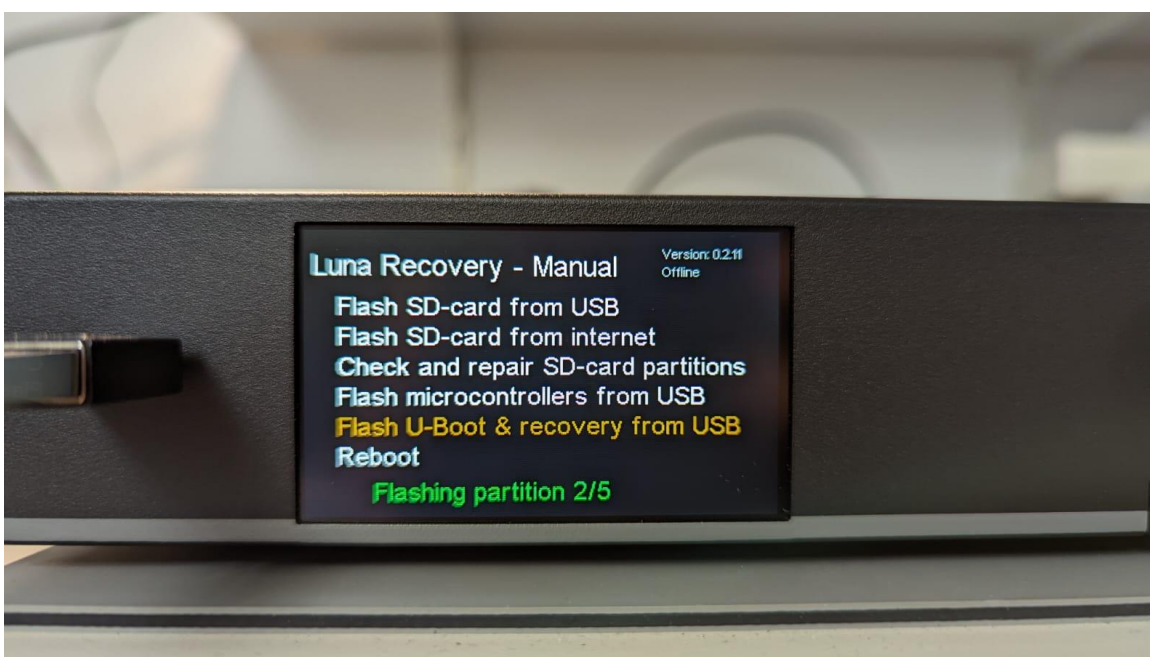 Luna Recovery - Manual
Version: 0.2.11
Offline
Flash SD-card from USB
Flash SD-card from internet
Check and repair SD-card partitions
Flash microcontrollers from USB
Flash U-Boot & recovery from USB
Reboot
Flashing partition 2/5